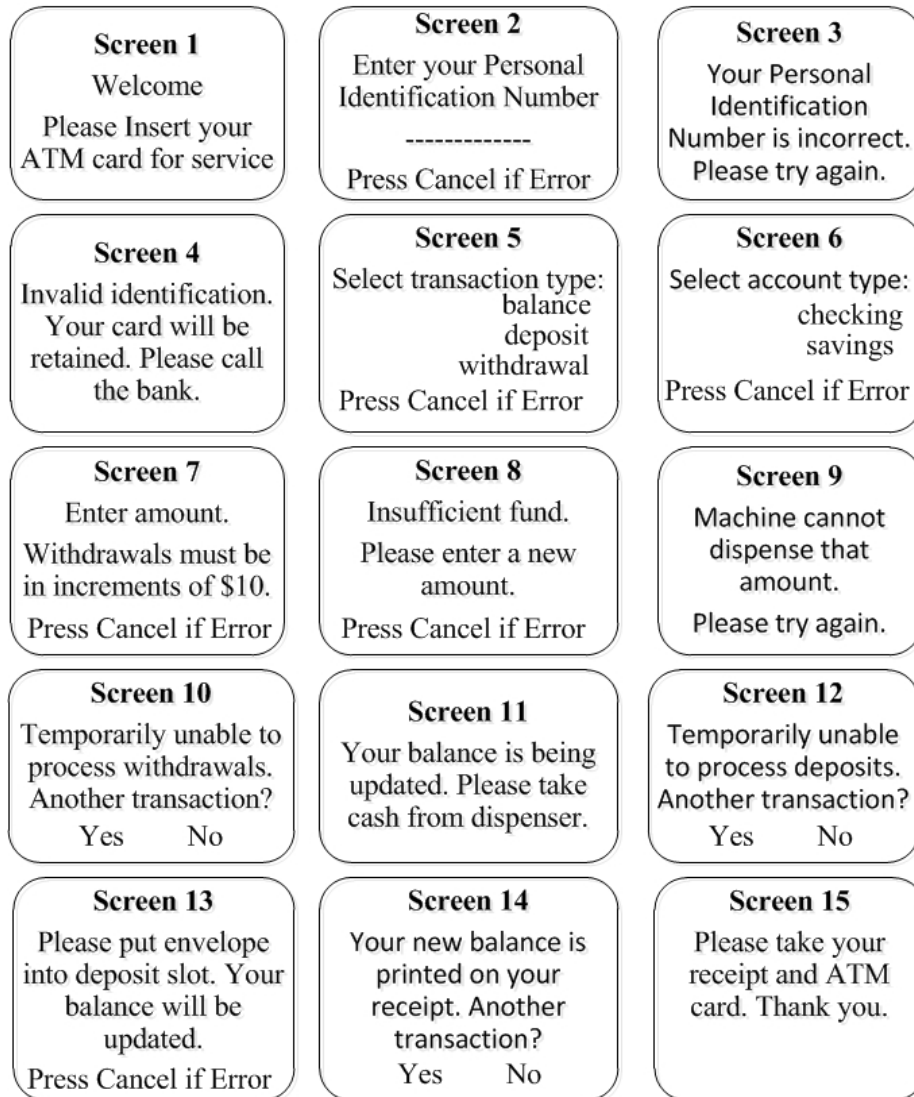 Screen 1
Welcome
Please Insert your
ATM card for service
Screen 2
Enter your Personal
Identification Number
-------------
Press Cancel if Error
Screen 3
Your Personal
Identification
Number is incorrect.
Please try again.
Screen 4
Invalid identification.
Your card will be
retained. Please call
the bank.
Screen 5
Select transaction type:
balance
deposit
withdrawal
Press Cancel if Error
Screen 6
Select account type:
checking
savings
Press Cancel if Error
Screen 7
Enter amount.
Withdrawals must be
in increments of $10.
Press Cancel if Error
Screen 8
Insufficient fund.
Please enter a new
amount.
Press Cancel if Error
Screen 9
Machine cannot
dispense that
amount.
Please try again.
Screen 10
Temporarily unable to
process withdrawals.
Another transaction?
Yes No
Screen 11
Your balance is being
updated. Please take
cash from dispenser.
Screen 12
Temporarily unable
to process deposits.
Another transaction?
Yes No
Screen 13
Please put envelope
into deposit slot. Your
balance will be
updated.
Press Cancel if Error
Screen 14
Your new balance is
printed on your
receipt. Another
transaction?
Yes No
Screen 15
Please take your
receipt and ATM
card. Thank you.